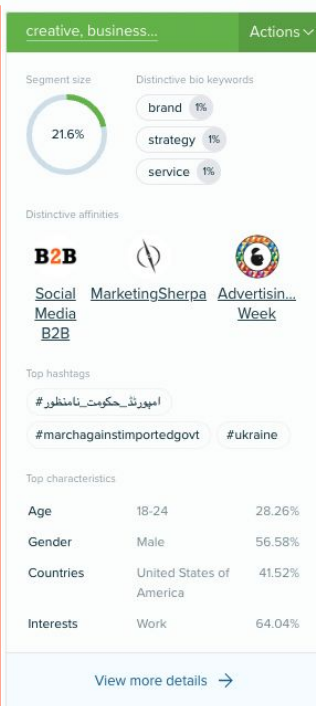 creative, business... Actions
Segment size Distinctive bio keywords
21.6%
brand 1%
strategy 1%
service 1%
Distinctive affinities
B2B
Social Media B2B
MarketingSherpa
Advertisin... Week
Top hashtags
#امپورٹڈ_حکومت_نامنظور
#marchagainstimportedgovt #ukraine
Top characteristics
Age 18-24 28.26%
Gender Male 56.58%
Countries United States of America 41.52%
Interests Work 64.04%
View more details →